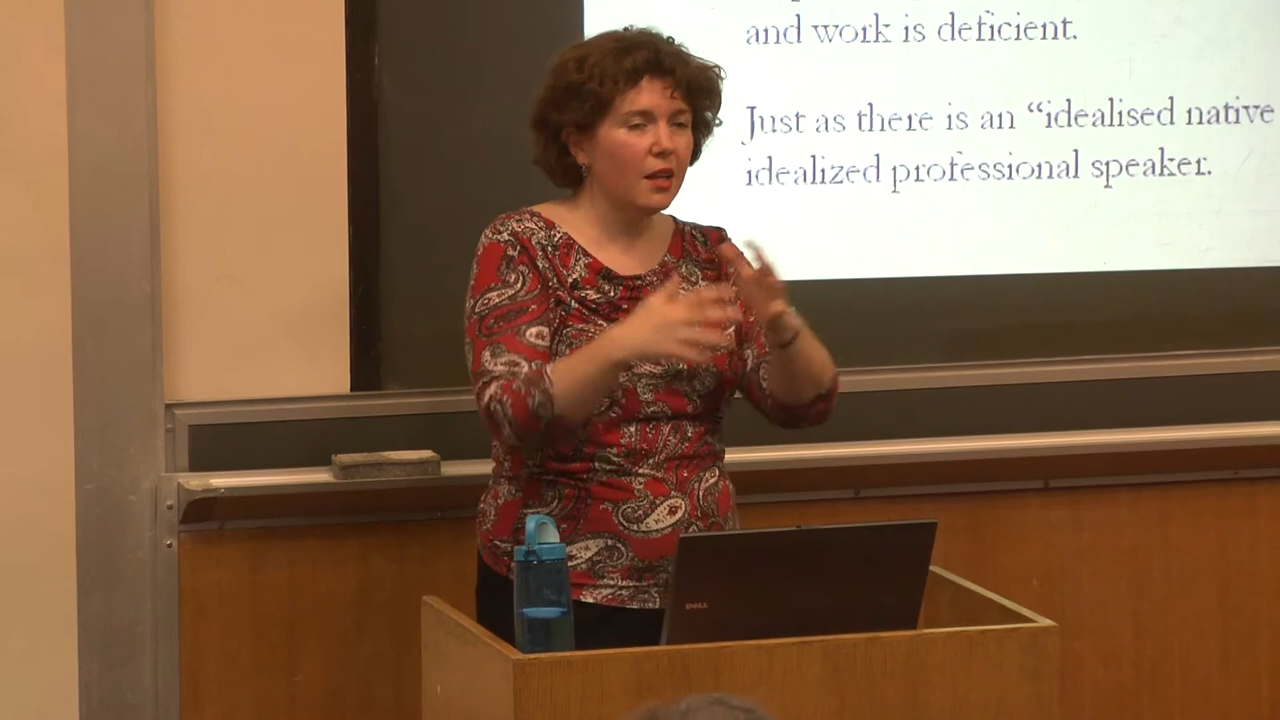 and work is deficient.
Just as there is an “idealised native
idealized professional speaker.
DELL